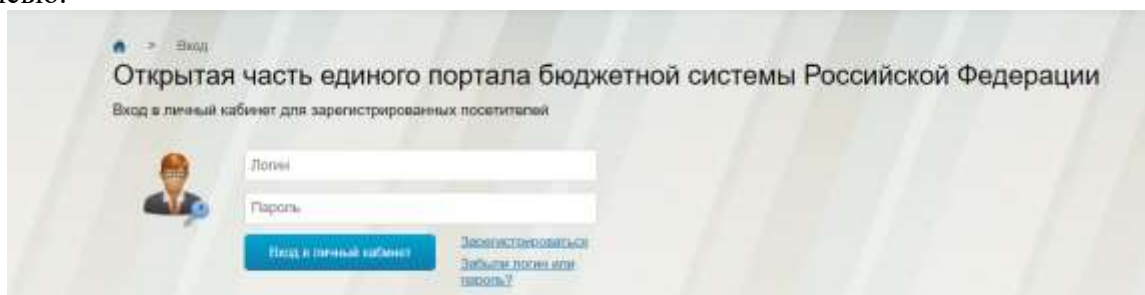 > Вход
Открытая часть единого портала бюджетной системы Российской Федерации
Вход в личный кабинет для зарегистрированных посетителей
Логин
Пароль
Вход в личный кабинет
Зарегистрироваться
Забыли логин или
пароль?